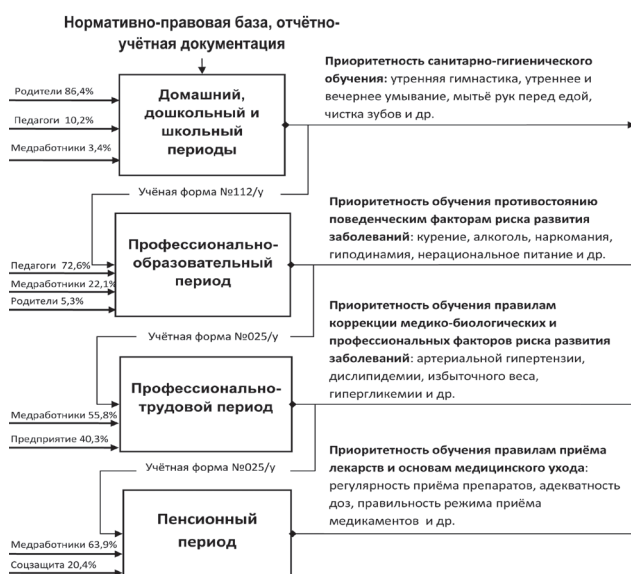 Нормативно-правовая база, отчётно-
учётная документация
Приоритетность санитарно-гигиенического
обучения: утренняя гимнастика, утреннее и
вечернее умывание, мытьё рук перед едой,
чистка зубов и др.
Родители 86,4%
Педагоги 10,2%
Медработники 3,4%
Домашний,
дошкольный и
школьный
периоды
Учёная форма №112/у
Приоритетность обучения противостоянию
поведенческим факторам риска развития
заболеваний: курение, алкоголь, наркомания,
гиподинамия, нерациональное питание и др.
Педагоги 72,6%
Медработники 22,1%
Родители 5,3%
Профессионально-
образовательный
период
Учётная форма №025/у
Приоритетность обучения правилам
коррекции медико-биологических и
профессиональных факторов риска развития
заболеваний: артериальной гипертензии,
дислипидемии, избыточного веса,
гипергликемии и др.
Медработники 55,8%
Предприятие 40,3%
Профессионально-
трудовой период
Учётная форма №025/у
Приоритетность обучения правилам приёма
лекарств и основам медицинского ухода:
регулярность приёма препаратов, адекватность
доз, правильность режима приёма
медикаментов и др.
Медработники 63,9%
Соцзащита 20,4%
Пенсионный
период